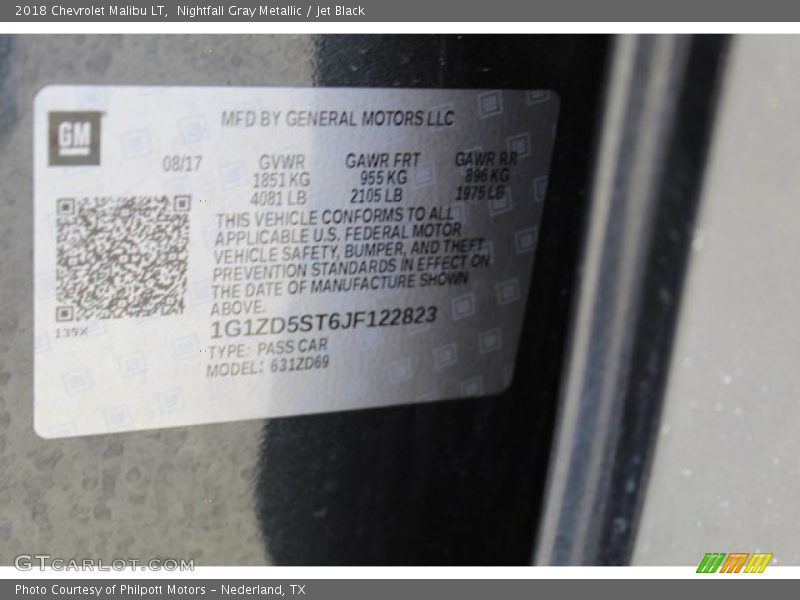 2018 Chevrolet Malibu LT, Nightfall Gray Metallic / Jet Black
GM
MFD BY GENERAL MOTORS LLC
08/17 GVWR GAWR FRT GAWR RR
1851 KG 955 KG 896 KG
4081 LB 2105 LB 1975 LB
THIS VEHICLE CONFORMS TO ALL
APPLICABLE U.S. FEDERAL MOTOR
VEHICLE SAFETY, BUMPER, AND THEFT
PREVENTION STANDARDS IN EFFECT ON
THE DATE OF MANUFACTURE SHOWN
ABOVE.
139X
1G1ZD5ST6JF122823
TYPE: PASS CAR
MODEL: 631ZD69
GTCARLOT.COM
Photo Courtesy of Philpott Motors - Nederland, TX